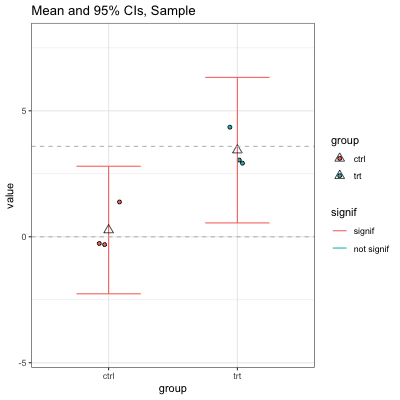 Mean and 95% CIs, Sample
value
5
0
-5
ctrl
trt
group
group
ctrl
trt
signif
signif
not signif